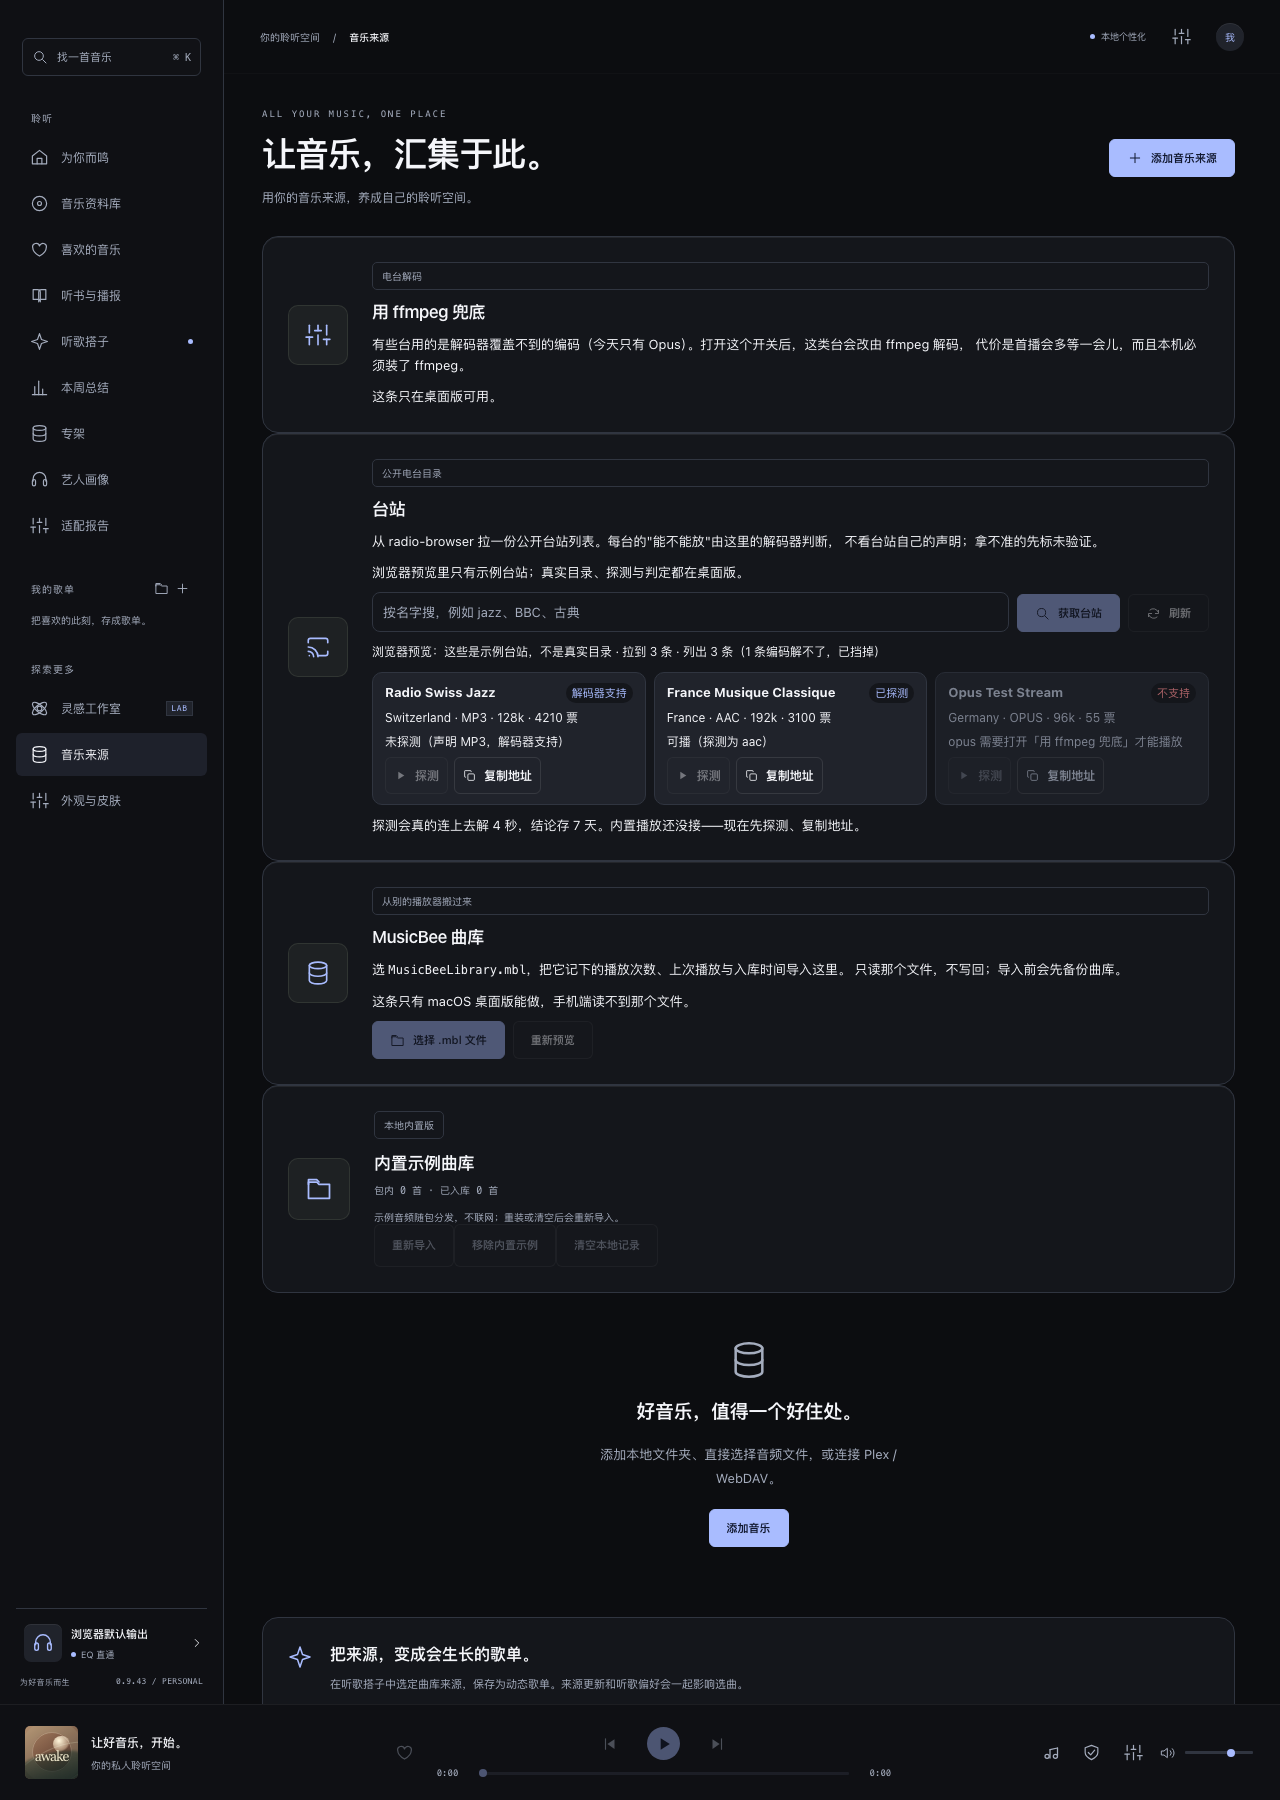 找一首音乐 ⌘ K
聆听
为你而鸣
音乐资料库
喜欢的音乐
听书与播报
听歌搭子
本周总结
专架
艺人画像
适配报告
我的歌单
把喜欢的此刻，存成歌单。
探索更多
灵感工作室 LAB
音乐来源
外观与皮肤
浏览器默认输出
EQ 直通
为好音乐而生 0.9.43 / PERSONAL
你的聆听空间 / 音乐来源
本地个性化 我
ALL YOUR MUSIC, ONE PLACE
让音乐，汇集于此。
用你的音乐来源，养成自己的聆听空间。
添加音乐来源
电台解码
用 ffmpeg 兜底
有些台用的是解码器覆盖不到的编码（今天只有 Opus）。打开这个开关后，这类台会改由 ffmpeg 解码， 代价是首播会多等一会儿，而且本机必
须装了 ffmpeg。
这条只在桌面版可用。
公开电台目录
台站
从 radio-browser 拉一份公开台站列表。每台的"能不能放"由这里的解码器判断， 不看台站自己的声明；拿不准的先标未验证。
浏览器预览里只有示例台站；真实目录、探测与判定都在桌面版。
按名字搜，例如 jazz、BBC、古典 获取台站 刷新
浏览器预览：这些是示例台站，不是真实目录 · 拉到 3 条 · 列出 3 条（1 条编码解不了，已挡掉）
Radio Swiss Jazz 解码器支持
Switzerland · MP3 · 128k · 4210 票
未探测（声明 MP3，解码器支持）
探测 复制地址
France Musique Classique 已探测
France · AAC · 192k · 3100 票
可播（探测为 aac）
探测 复制地址
Opus Test Stream 不支持
Germany · OPUS · 96k · 55 票
opus 需要打开「用 ffmpeg 兜底」才能播放
探测 复制地址
探测会真的连上去解 4 秒，结论存 7 天。内置播放还没接——现在先探测、复制地址。
从别的播放器搬过来
MusicBee 曲库
选 MusicBeeLibrary.mbl，把它记下的播放次数、上次播放与入库时间导入这里。 只读那个文件，不写回；导入前会先备份曲库。
这条只有 macOS 桌面版能做，手机端读不到那个文件。
选择 .mbl 文件 重新预览
本地内置版
内置示例曲库
包内 0 首 · 已入库 0 首
示例音频随包分发，不联网；重装或清空后会重新导入。
重新导入 移除内置示例 清空本地记录
好音乐，值得一个好住处。
添加本地文件夹、直接选择音频文件，或连接 Plex /
WebDAV。
添加音乐
把来源，变成会生长的歌单。
在听歌搭子中选定曲库来源，保存为动态歌单。来源更新和听歌偏好会一起影响选曲。
awake
让好音乐，开始。
你的私人聆听空间
0:00 0:00